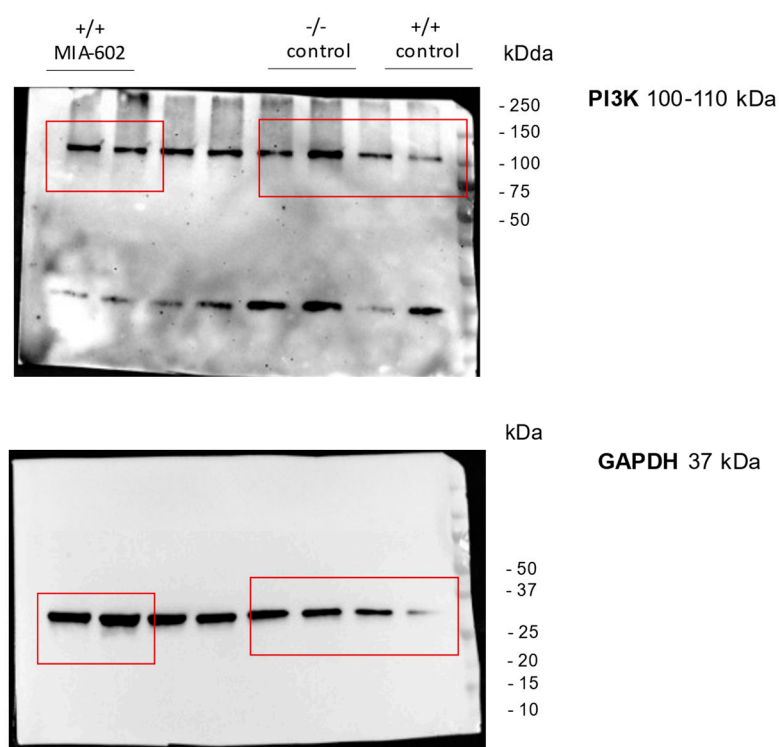 +/+
MIA-602
-/-
control
+/+
control
kDda
PI3K 100-110 kDa
- 250
- 150
- 100
- 75
- 50
kDa
GAPDH 37 kDa
- 50
- 37
- 25
- 20
- 15
- 10